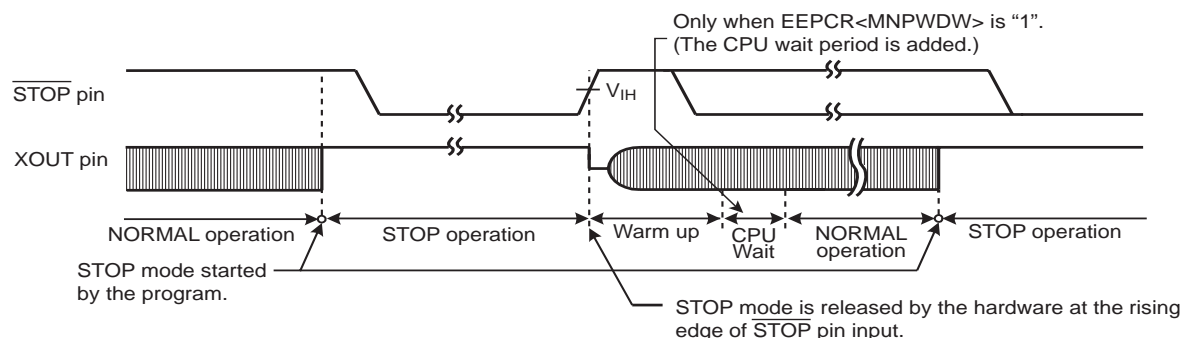 Only when EEPCR<MNPWDW> is “1”.
(The CPU wait period is added.)
STOP pin
VIH
XOUT pin
NORMAL operation
STOP operation
Warm up
CPU
Wait
NORMAL
operation
STOP operation
STOP mode started
by the program.
STOP mode is released by the hardware at the rising
edge of STOP pin input.